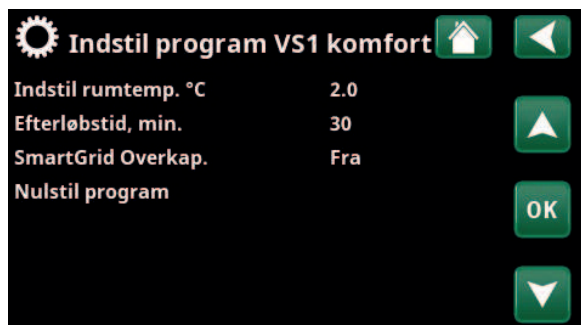 Indstil program VS1 komfort
Indstil rumtemp. °C 2.0
Efterløbstid, min. 30
SmartGrid Overkap. Fra
Nulstil program
OK